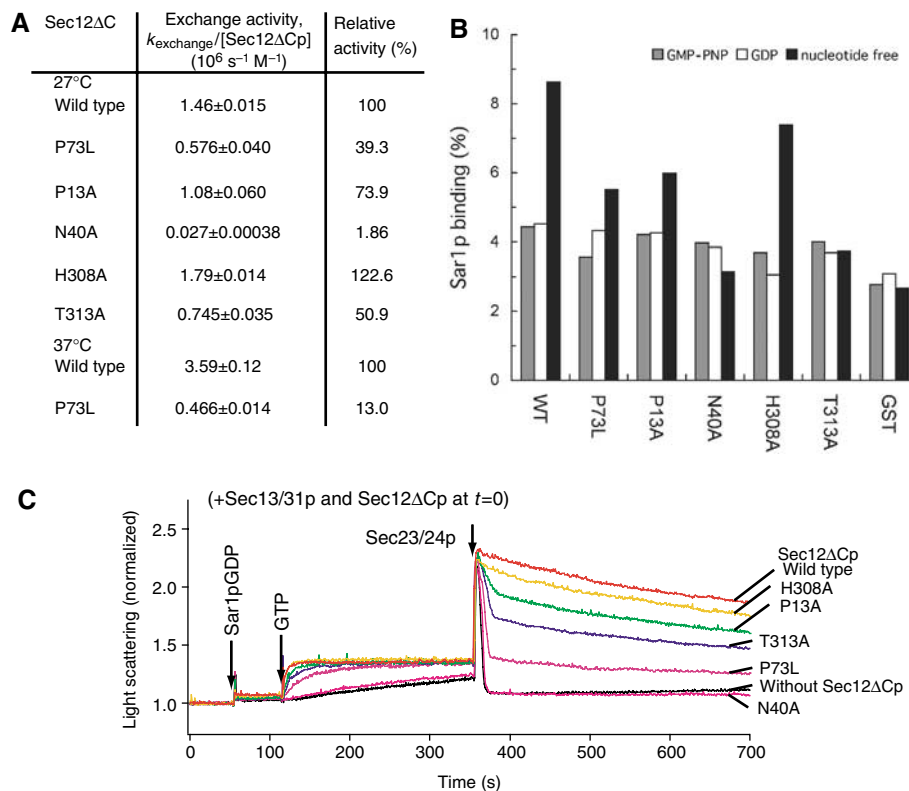 A
Sec12ΔC Exchange activity, Relative
k_exchange/[Sec12ΔCp] activity (%)
(10⁶ s⁻¹ M⁻¹)
27°C
Wild type 1.46±0.015 100
P73L 0.576±0.040 39.3
P13A 1.08±0.060 73.9
N40A 0.027±0.00038 1.86
H308A 1.79±0.014 122.6
T313A 0.745±0.035 50.9
37°C
Wild type 3.59±0.12 100
P73L 0.466±0.014 13.0
B
GMP-PNP GDP nucleotide free
Sar1p binding (%)
10
8
6
4
2
0
WT P73L P13A N40A H308A T313A GST
C
(+Sec13/31p and Sec12ΔCp at t=0)
Light scattering (normalized)
2.5
2.0
1.5
1.0
Sar1pGDP
GTP
Sec23/24p
Sec12ΔCp
Wild type
H308A
P13A
T313A
P73L
Without Sec12ΔCp
N40A
0 100 200 300 400 500 600 700
Time (s)